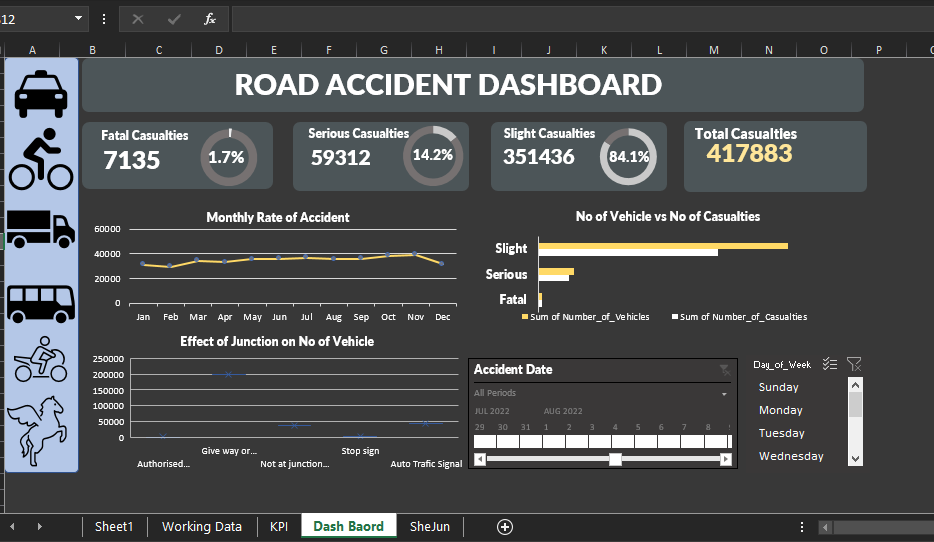 12
fx
A B C D E F G H I J K L M N O P
ROAD ACCIDENT DASHBOARD
Fatal Casualties
7135
1.7%
Serious Casualties
59312
14.2%
Slight Casualties
351436
84.1%
Total Casualties
417883
Monthly Rate of Accident
60000
40000
20000
0
Jan Feb Mar Apr May Jun Jul Aug Sep Oct Nov Dec
No of Vehicle vs No of Casualties
Slight
Serious
Fatal
Sum of Number_of_Vehicles Sum of Number_of_Casualties
Effect of Junction on No of Vehicle
250000
200000
150000
100000
50000
0
Give way or... Stop sign
Authorised... Not at junction... Auto Trafic Signal
Accident Date
All Periods
JUL 2022 AUG 2022
29 30 31 1 2 3 4 5 6 7 8
Day_of_Week
Sunday
Monday
Tuesday
Wednesday
Sheet1 Working Data KPI Dash Baord SheJun